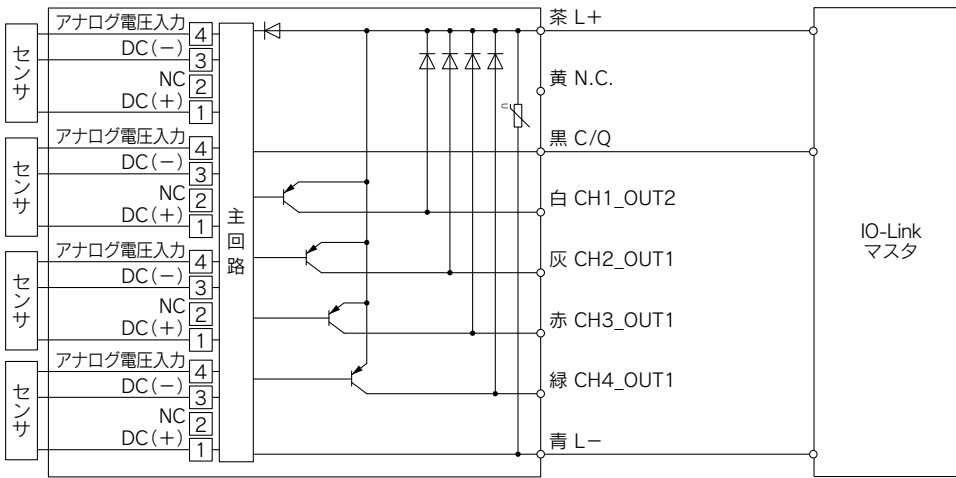 センサ
アナログ電圧入力 4
DC(−) 3
NC 2
DC(+) 1
センサ
アナログ電圧入力 4
DC(−) 3
NC 2
DC(+) 1
センサ
アナログ電圧入力 4
DC(−) 3
NC 2
DC(+) 1
センサ
アナログ電圧入力 4
DC(−) 3
NC 2
DC(+) 1
主回路
U
茶 L+
黄 N.C.
黒 C/Q
白 CH1_OUT2
灰 CH2_OUT1
赤 CH3_OUT1
緑 CH4_OUT1
青 L−
IO-Link
マスタ